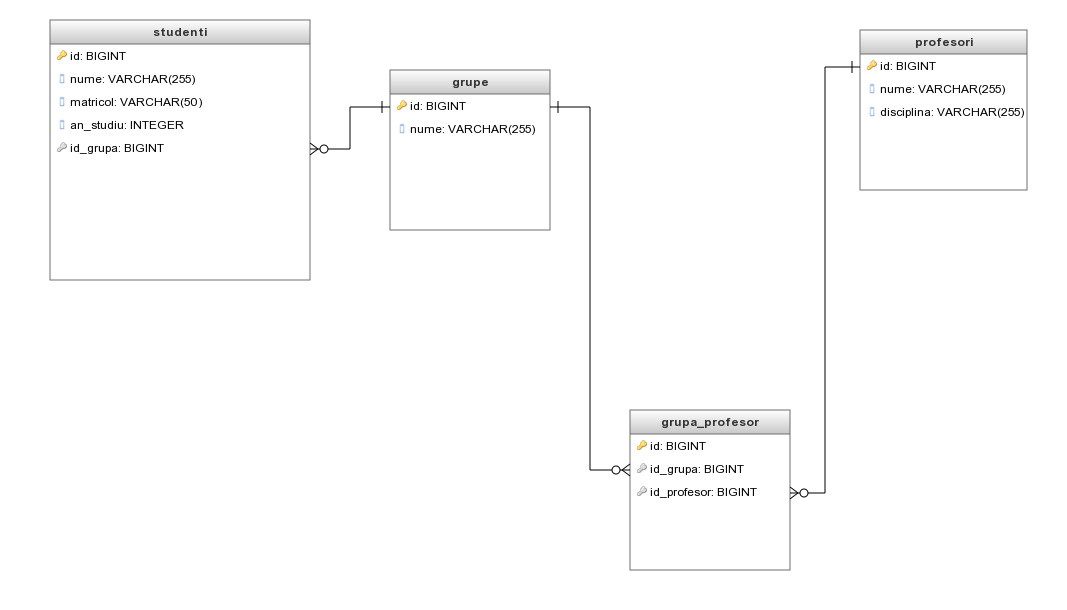 studenti
id: BIGINT
nume: VARCHAR(255)
matricol: VARCHAR(50)
an_studiu: INTEGER
id_grupa: BIGINT
grupe
id: BIGINT
nume: VARCHAR(255)
profesori
id: BIGINT
nume: VARCHAR(255)
disciplina: VARCHAR(255)
grupa_profesor
id: BIGINT
id_grupa: BIGINT
id_profesor: BIGINT